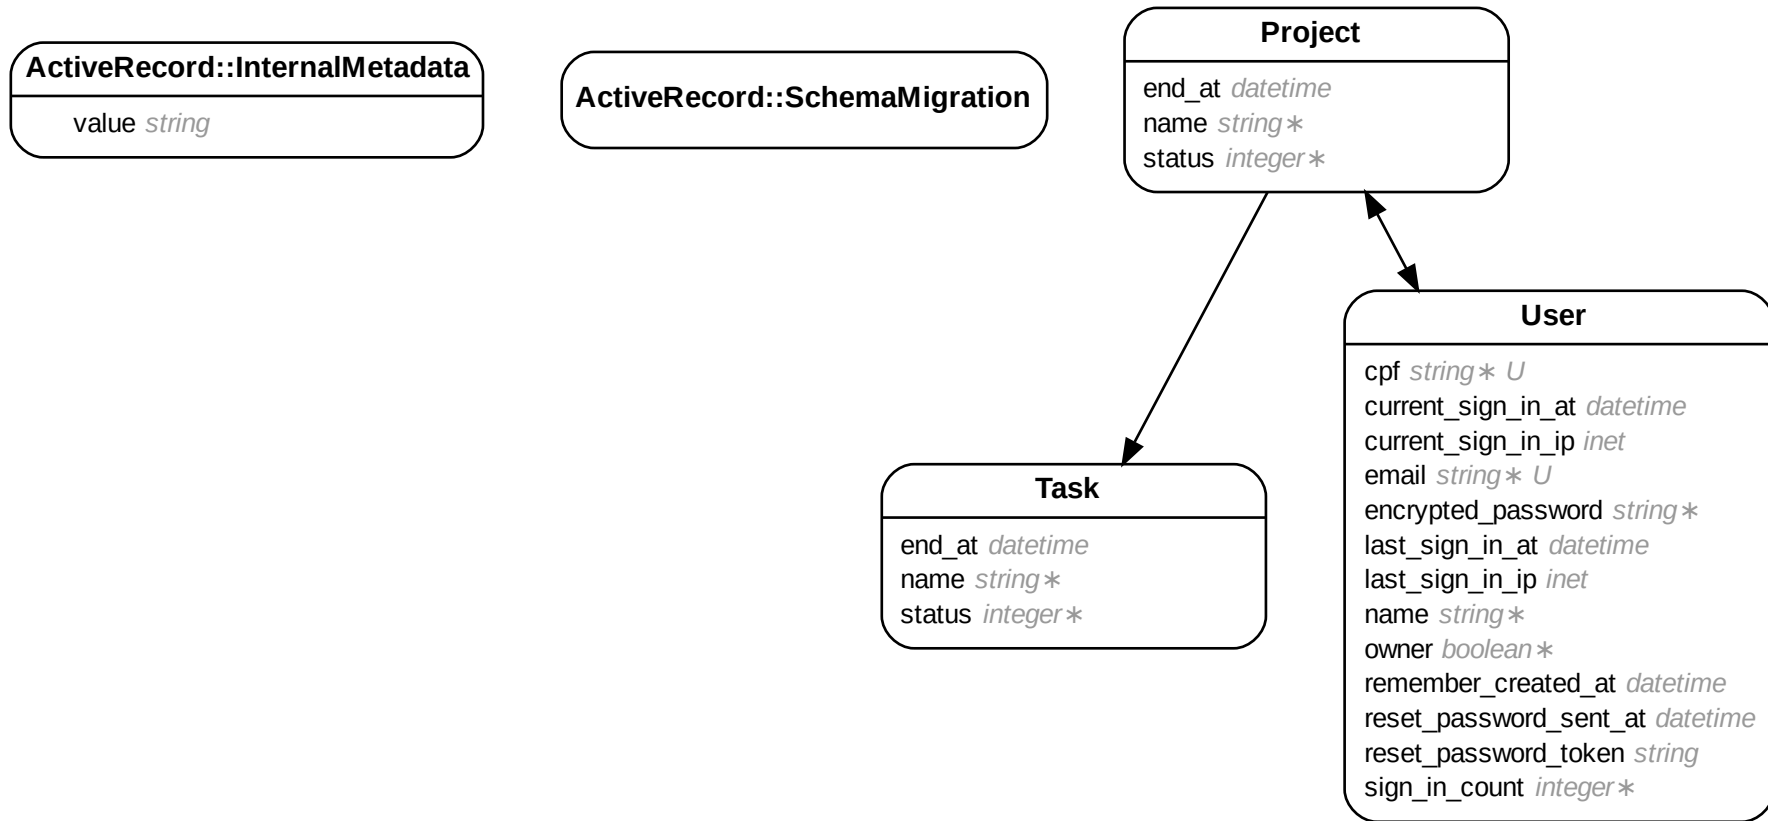 ActiveRecord::InternalMetadata
value string
ActiveRecord::SchemaMigration
Project
end_at datetime
name string∗
status integer∗
Task
end_at datetime
name string∗
status integer∗
User
cpf string∗ U
current_sign_in_at datetime
current_sign_in_ip inet
email string∗ U
encrypted_password string∗
last_sign_in_at datetime
last_sign_in_ip inet
name string∗
owner boolean∗
remember_created_at datetime
reset_password_sent_at datetime
reset_password_token string
sign_in_count integer∗